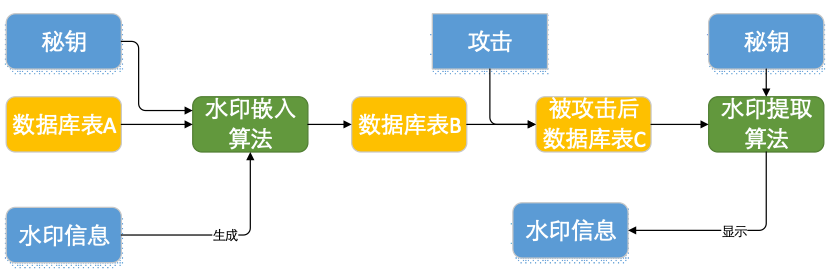 秘钥
攻击
秘钥
数据库表A
水印嵌入
算法
数据库表B
被攻击后
数据库表C
水印提取
算法
水印信息
生成
水印信息
显示